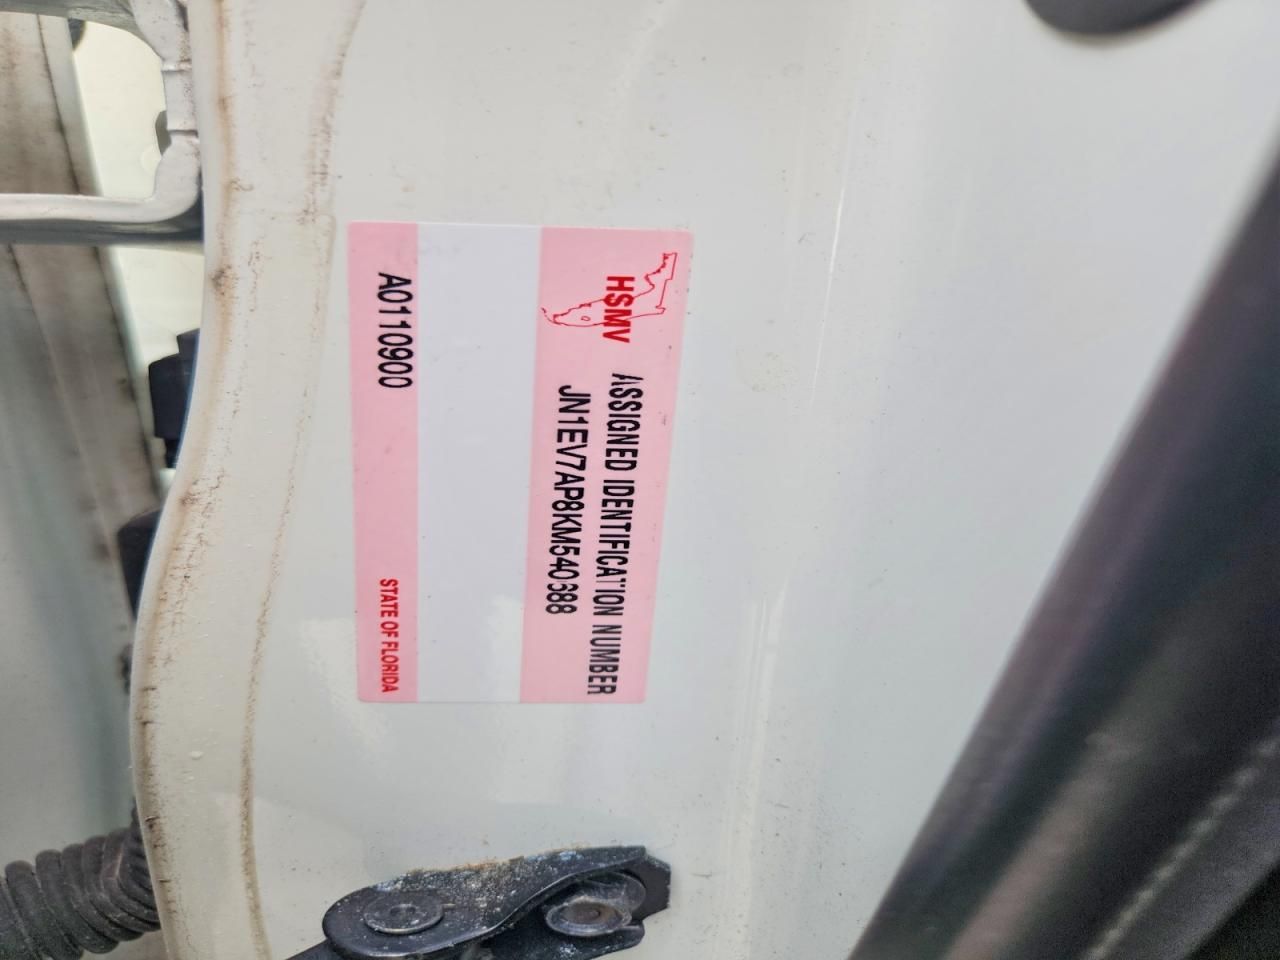 HSMV
ASSIGNED IDENTIFICATION NUMBER
JN1EV7AP8KM540388
A0110900
STATE OF FLORIDA